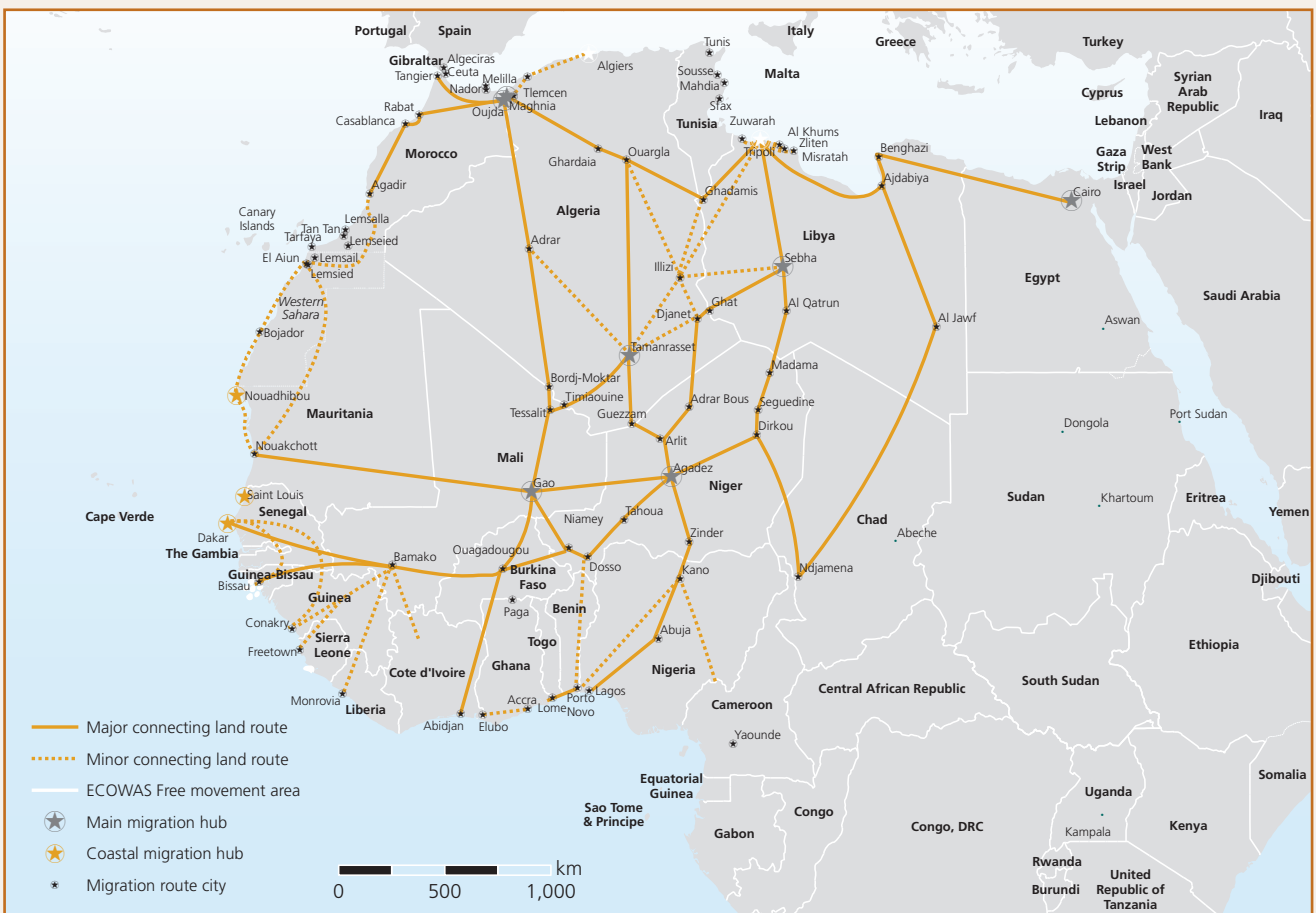 Portugal
Spain
Italy
Greece
Turkey
Gibraltar
Algeciras
Ceuta
Tangier
Melilla
Nador
Algiers
Tunis
Malta
Sousse
Mahdia
Sfax
Tunisia
Cyprus
Syrian
Arab
Republic
Lebanon
Iraq
Oujda
Tlemcen
Maghnia
Rabat
Casablanca
Morocco
Ghardaia
Ouargla
Zuwarah
Tripoli
Al Khums
Zliten
Misratah
Benghazi
Ajdabiya
Gaza
Strip
West
Bank
Israel
Jordan
Cairo
Agadir
Ghadamis
Canary
Islands
Lemsalla
Tan Tan
Tarfaya
Lemseied
El Aiun
Lemsail
Lemsied
Algeria
Adrar
Libya
Illizi
Sebha
Egypt
Saudi Arabia
Western
Sahara
Bojador
Djanet
Ghat
Al Qatrun
Al Jawf
Aswan
Tamanrasset
Nouadhibou
Mauritania
Bordj-Moktar
Timiaouine
Tessalit
Guezzam
Adrar Bous
Madama
Seguedine
Dirkou
Dongola
Port Sudan
Nouakchott
Arlit
Mali
Gao
Agadez
Niger
Saint Louis
Senegal
Cape Verde
Dakar
The Gambia
Niamey
Tahoua
Chad
Abeche
Sudan
Khartoum
Eritrea
Yemen
Bamako
Ouagadougou
Zinder
Guinea-Bissau
Bissau
Burkina
Faso
Dosso
Kano
Ndjamena
Djibouti
Guinea
Paga
Benin
Conakry
Freetown
Sierra
Leone
Togo
Abuja
Ethiopia
Cote d'Ivoire
Ghana
Nigeria
Monrovia
Liberia
Abidjan
Elubo
Accra
Lome
Porto
Novo
Lagos
Cameroon
Central African Republic
South Sudan
Yaounde
Equatorial
Guinea
Sao Tome
& Principe
Gabon
Congo
Congo, DRC
Uganda
Kampala
Kenya
Somalia
Rwanda
Burundi
United
Republic of
Tanzania
Major connecting land route
Minor connecting land route
ECOWAS Free movement area
Main migration hub
Coastal migration hub
Migration route city
km
0 500 1,000